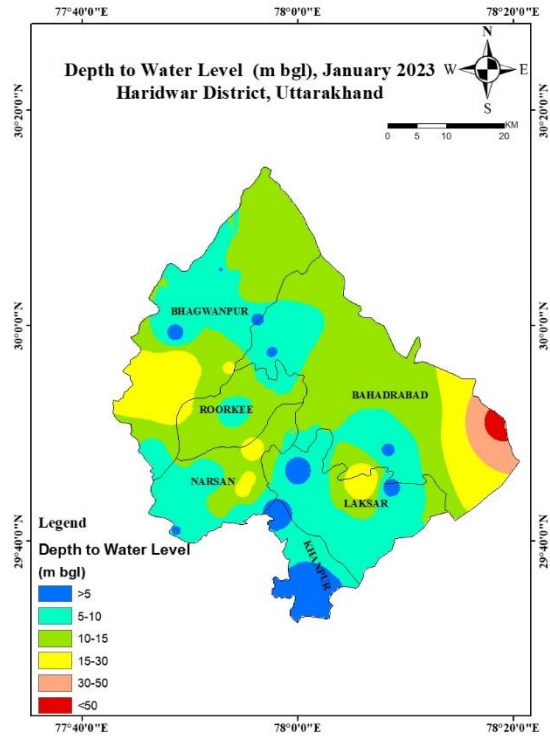 77°40'0"E 78°0'0"E 78°20'0"E
Depth to Water Level (m bgl), January 2023
Haridwar District, Uttarakhand
N
W E
S
KM
0 5 10 20
30°20'0"N 30°20'0"N
BHAGWANPUR
30°0'0"N 30°0'0"N
BAHADRABAD
ROORKEE
NARSAN
LAKSAR
KHANPUR
29°40'0"N 29°40'0"N
Legend
Depth to Water Level
(m bgl)
>5
5-10
10-15
15-30
30-50
<50
77°40'0"E 78°0'0"E 78°20'0"E